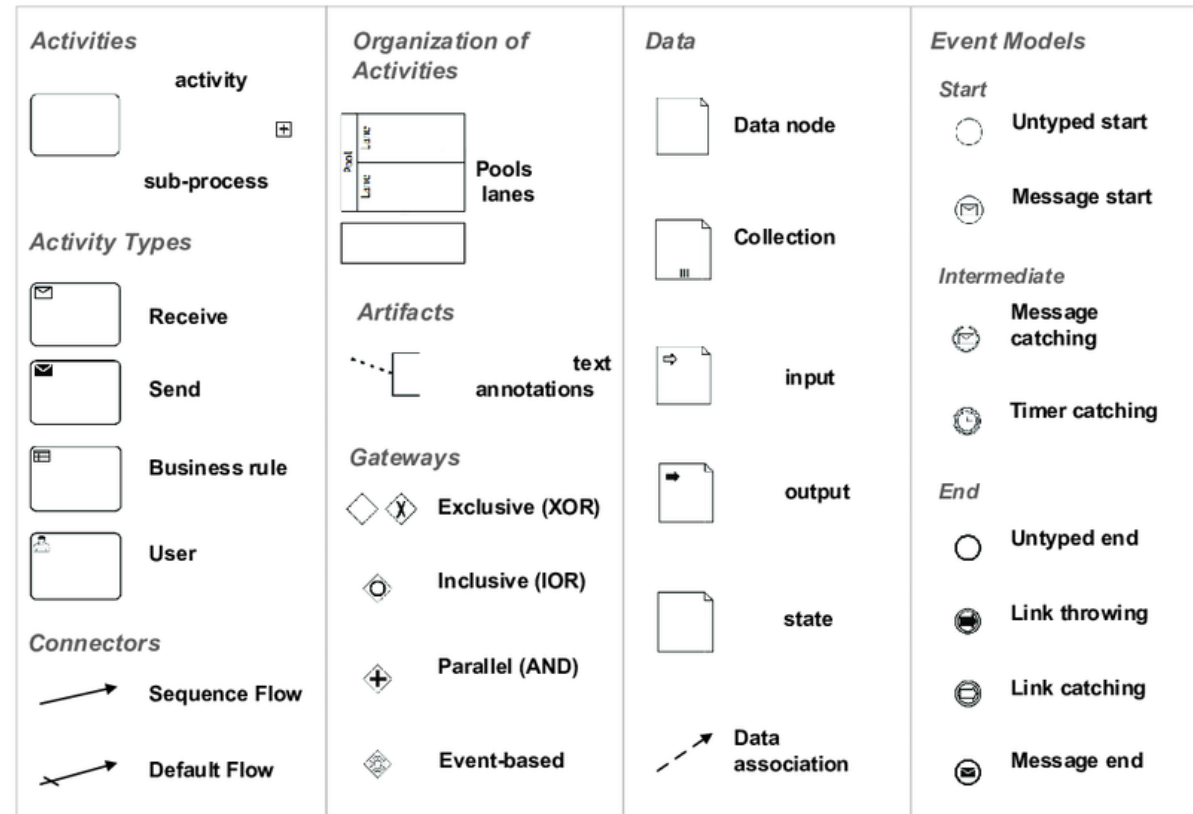 Activities
activity
sub-process
Activity Types
Receive
Send
Business rule
User
Connectors
Sequence Flow
Default Flow
Organization of
Activities
Pool
Lane
Lane
Pools
lanes
Artifacts
text
annotations
Gateways
X
Exclusive (XOR)
Inclusive (IOR)
Parallel (AND)
Event-based
Data
Data node
Collection
input
output
state
Data
association
Event Models
Start
Untyped start
Message start
Intermediate
Message
catching
Timer catching
End
Untyped end
Link throwing
Link catching
Message end